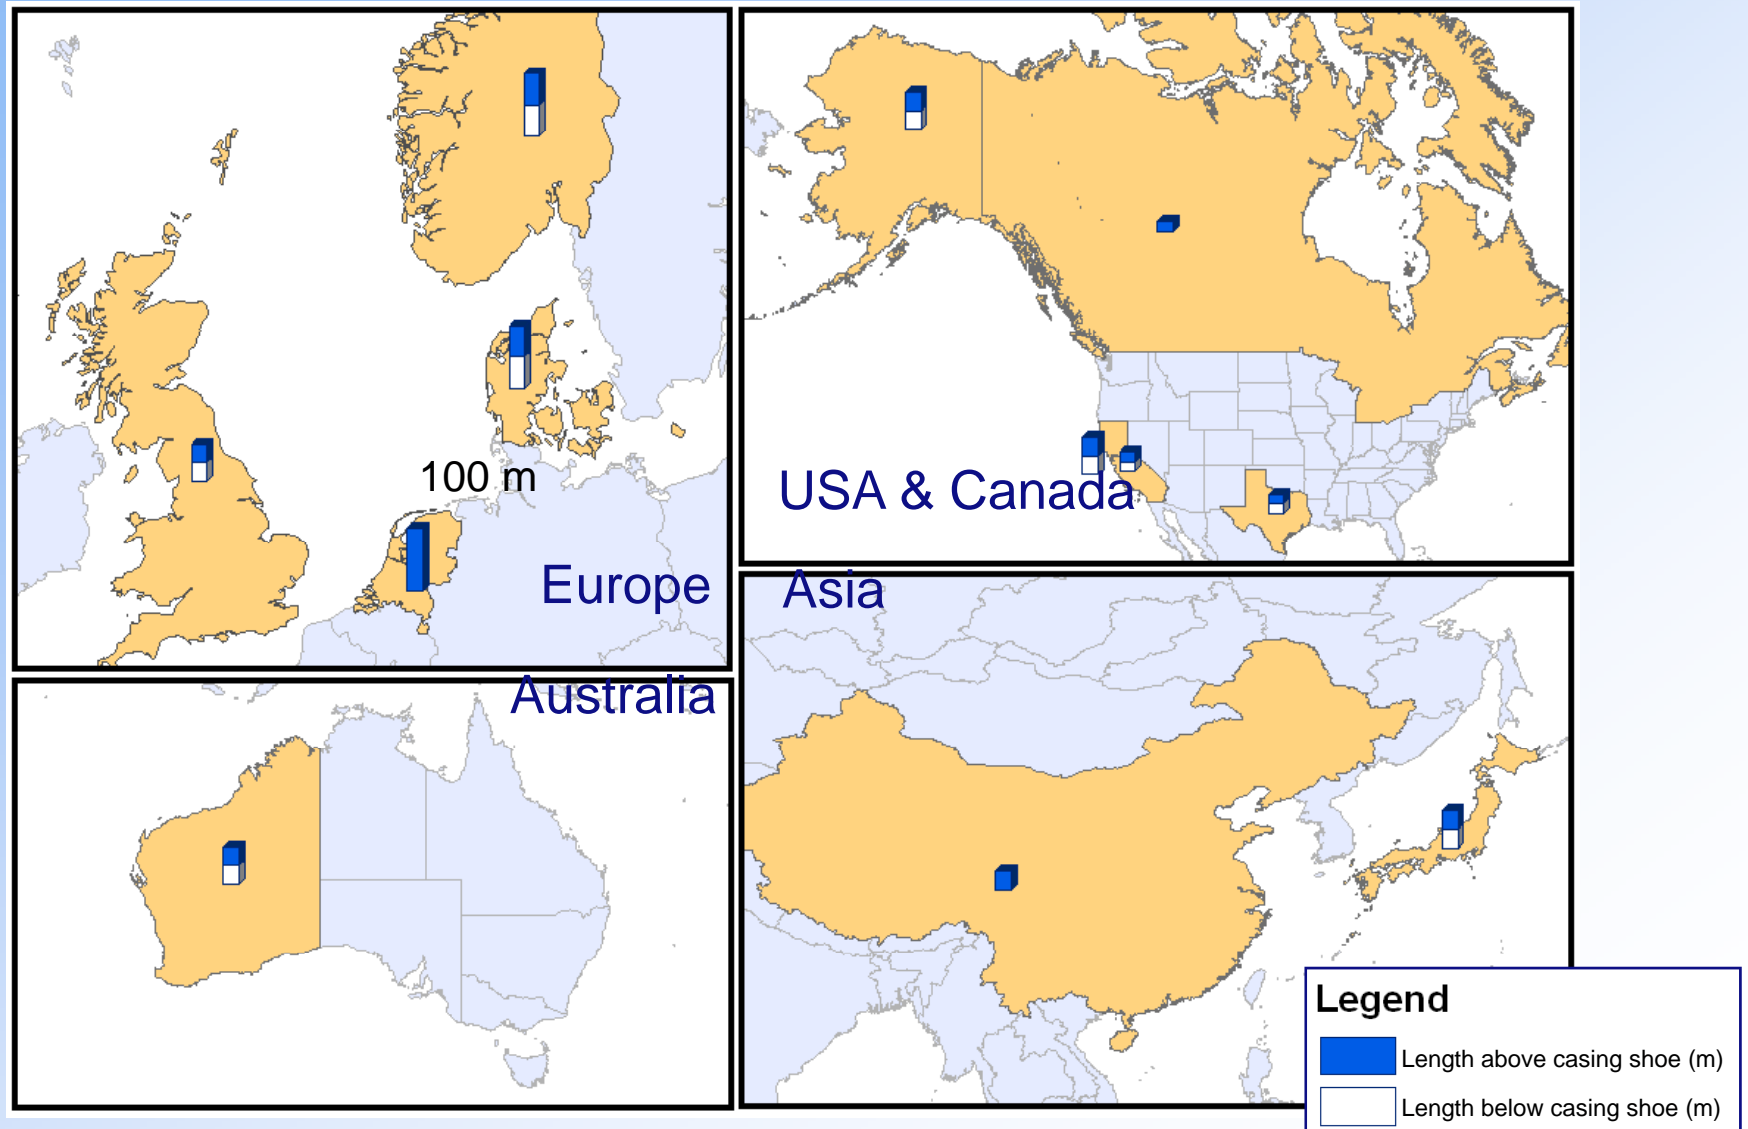 100 m
Europe
USA & Canada
Asia
Australia
Legend
Length above casing shoe (m)
Length below casing shoe (m)